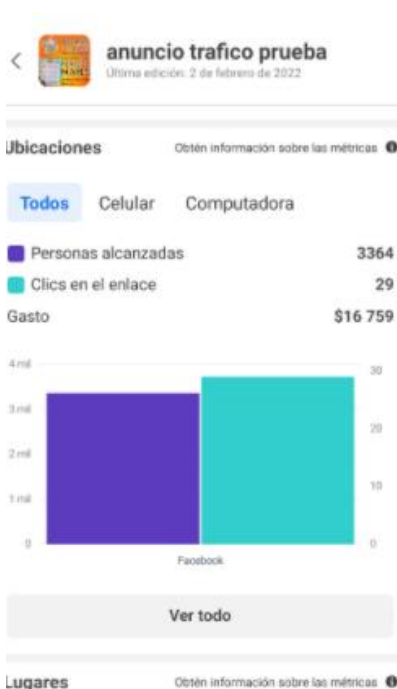 anuncio trafico prueba
Última edición: 2 de febrero de 2022
Ubicaciones Obtén información sobre las métricas
Todos Celular Computadora
Personas alcanzadas 3364
Clics en el enlace 29
Gasto $16 759
4 mil 30
3 mil
20
2 mil
10
1 mil
0 0
Facebook
Ver todo
Lugares Obtén información sobre las métricas